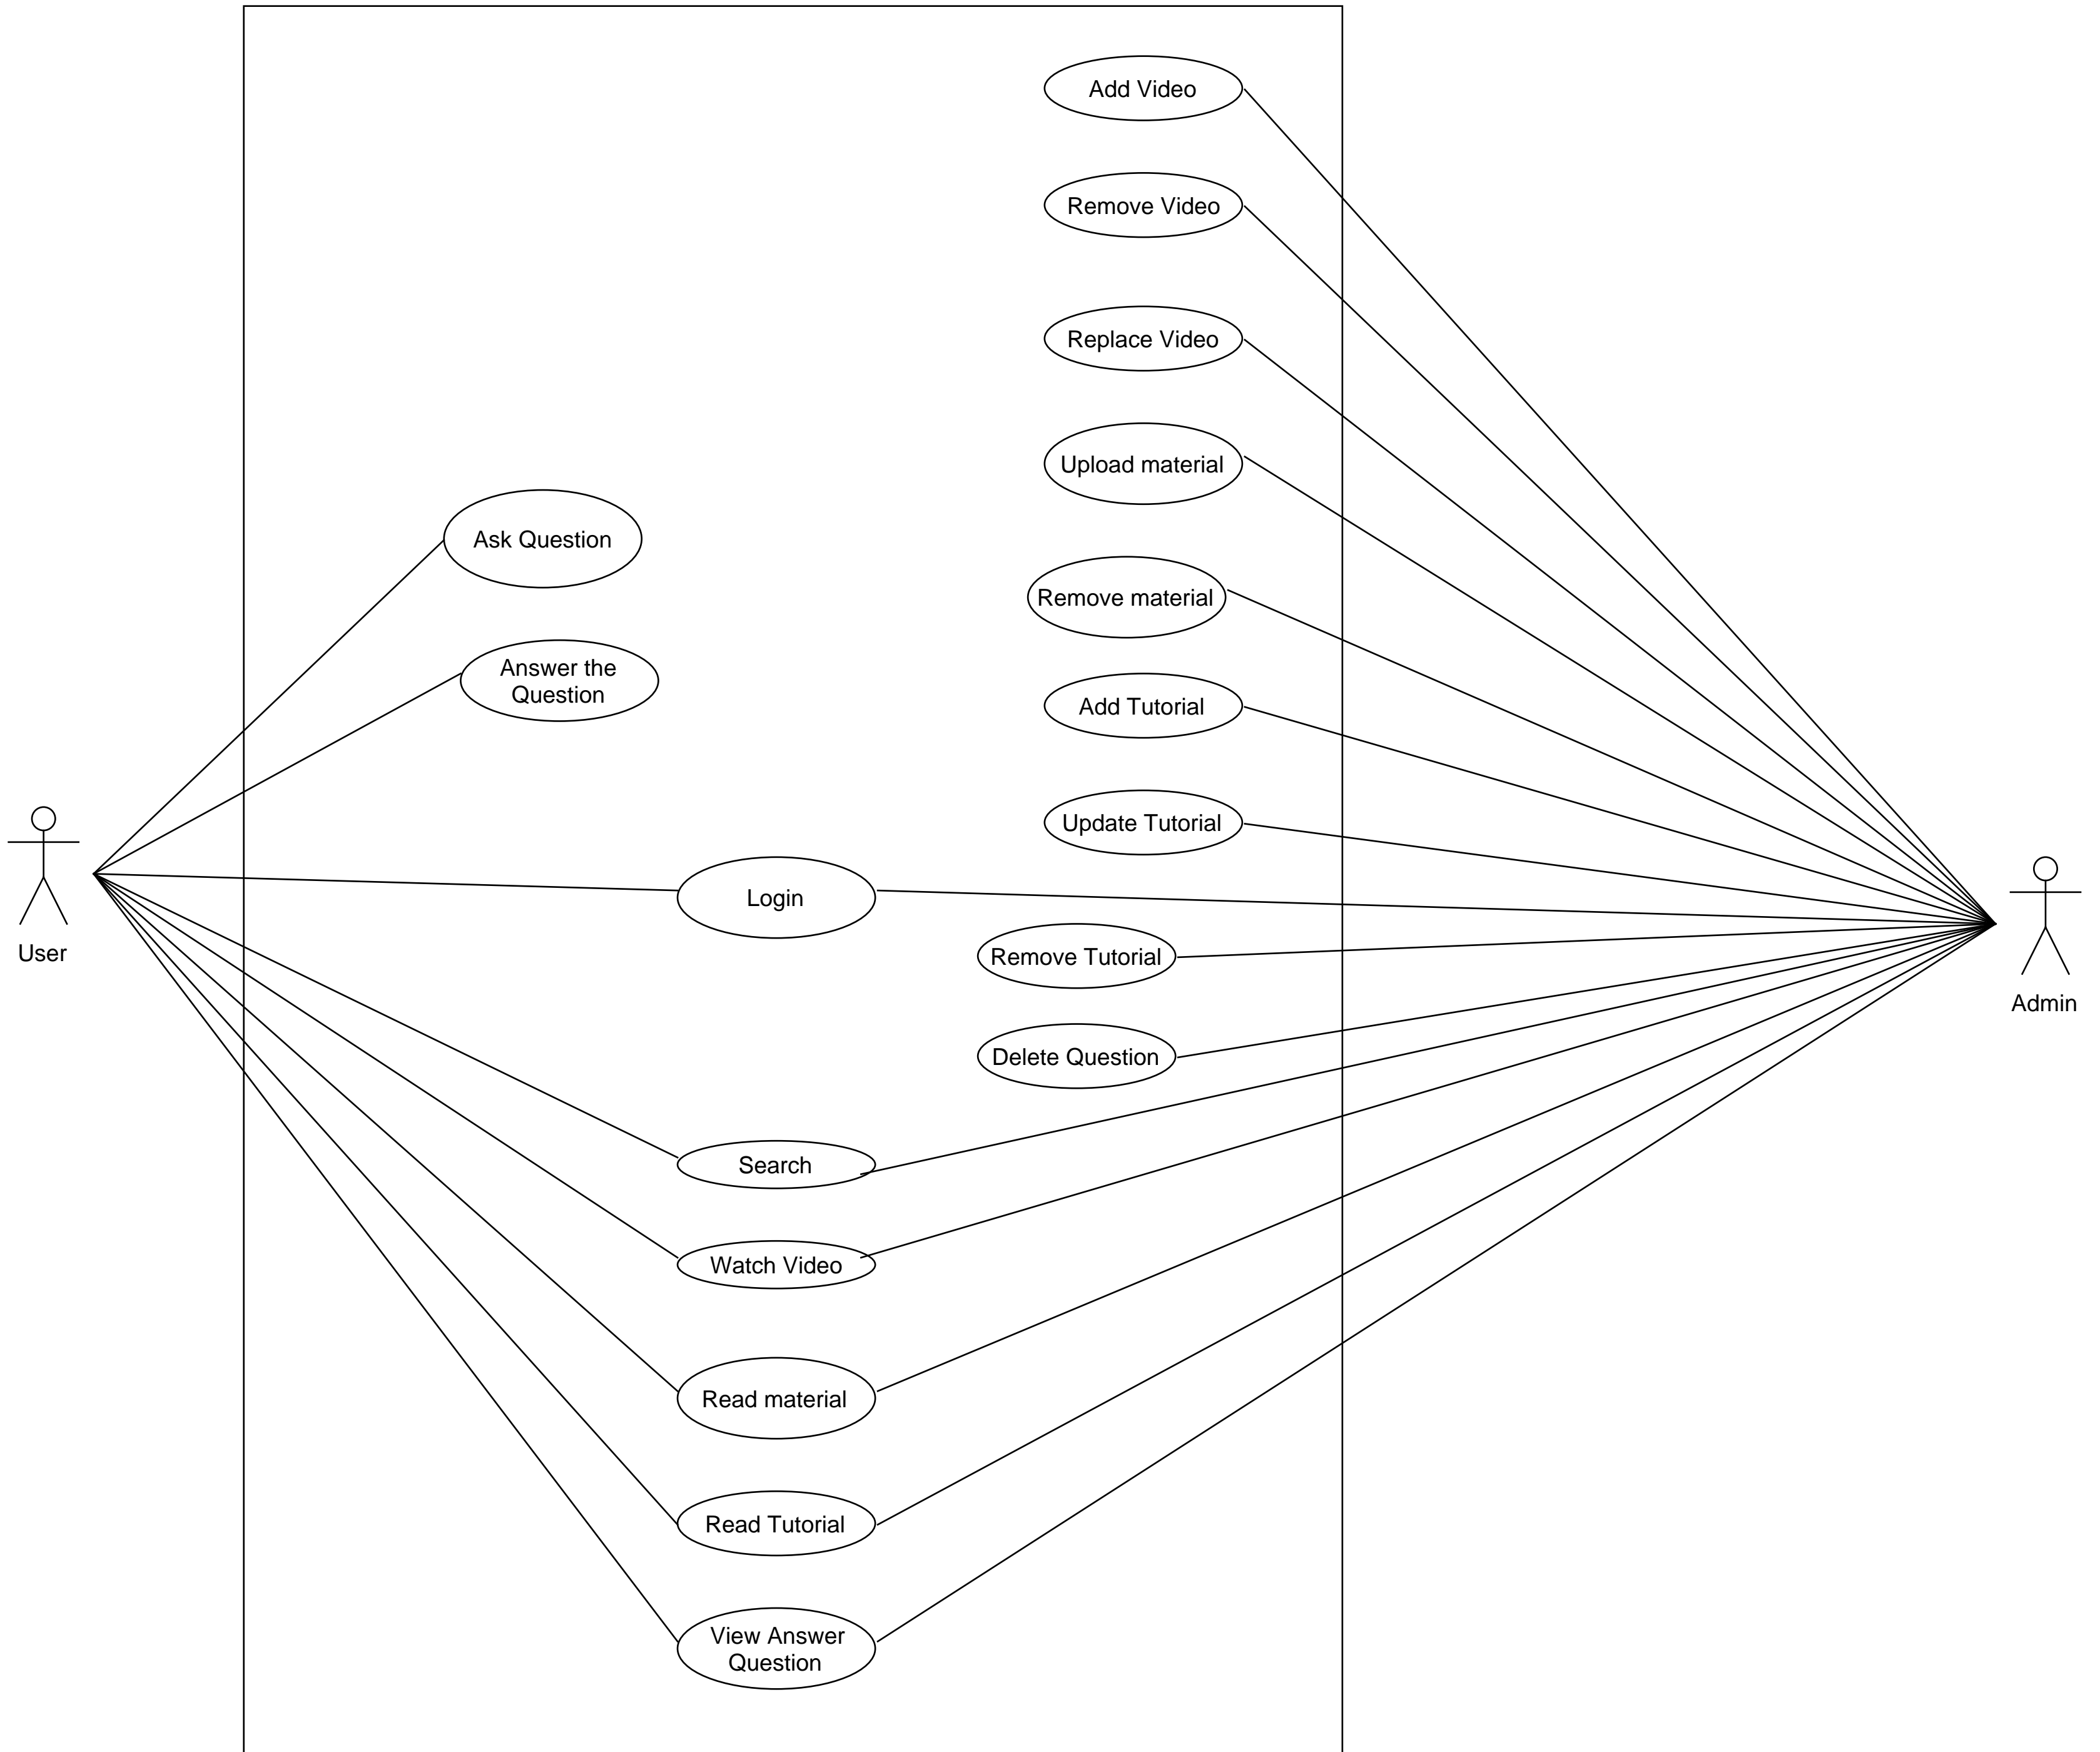 Add Video
Remove Video
Replace Video
Upload material
Ask Question
Remove material
Answer the
Question
Add Tutorial
Update Tutorial
Login
User
Remove Tutorial
Admin
Delete Question
Search
Watch Video
Read material
Read Tutorial
View Answer
Question